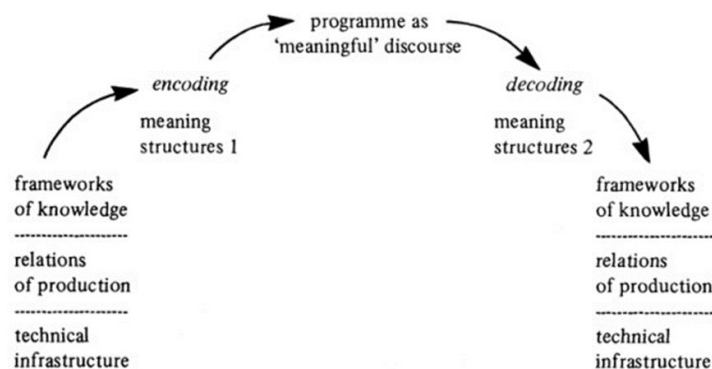 programme as
'meaningful' discourse
encoding
meaning
structures 1
decoding
meaning
structures 2
frameworks
of knowledge
relations
of production
technical
infrastructure
frameworks
of knowledge
relations
of production
technical
infrastructure